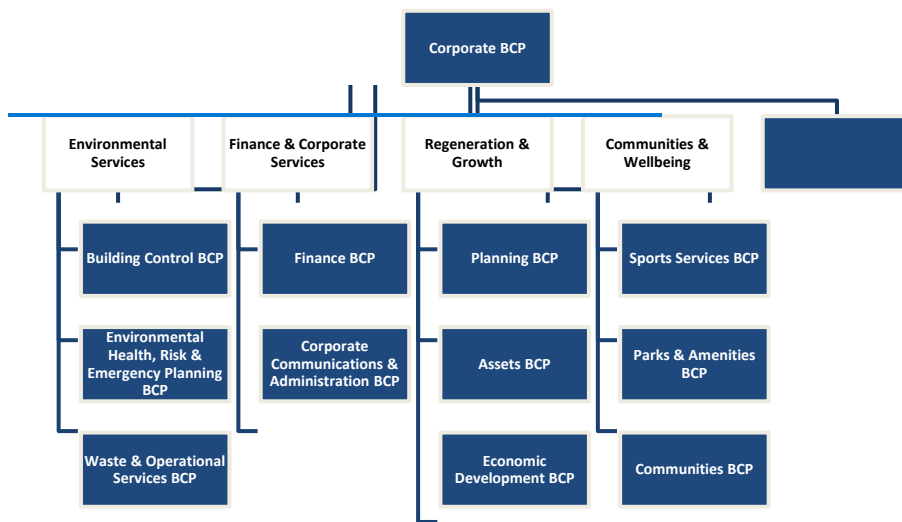 Corporate BCP
Environmental
Services
Finance & Corporate
Services
Regeneration &
Growth
Communities &
Wellbeing
Building Control BCP
Finance BCP
Planning BCP
Sports Services BCP
Environmental
Health, Risk &
Emergency Planning
BCP
Corporate
Communications &
Administration BCP
Assets BCP
Parks & Amenities
BCP
Waste & Operational
Services BCP
Economic
Development BCP
Communities BCP